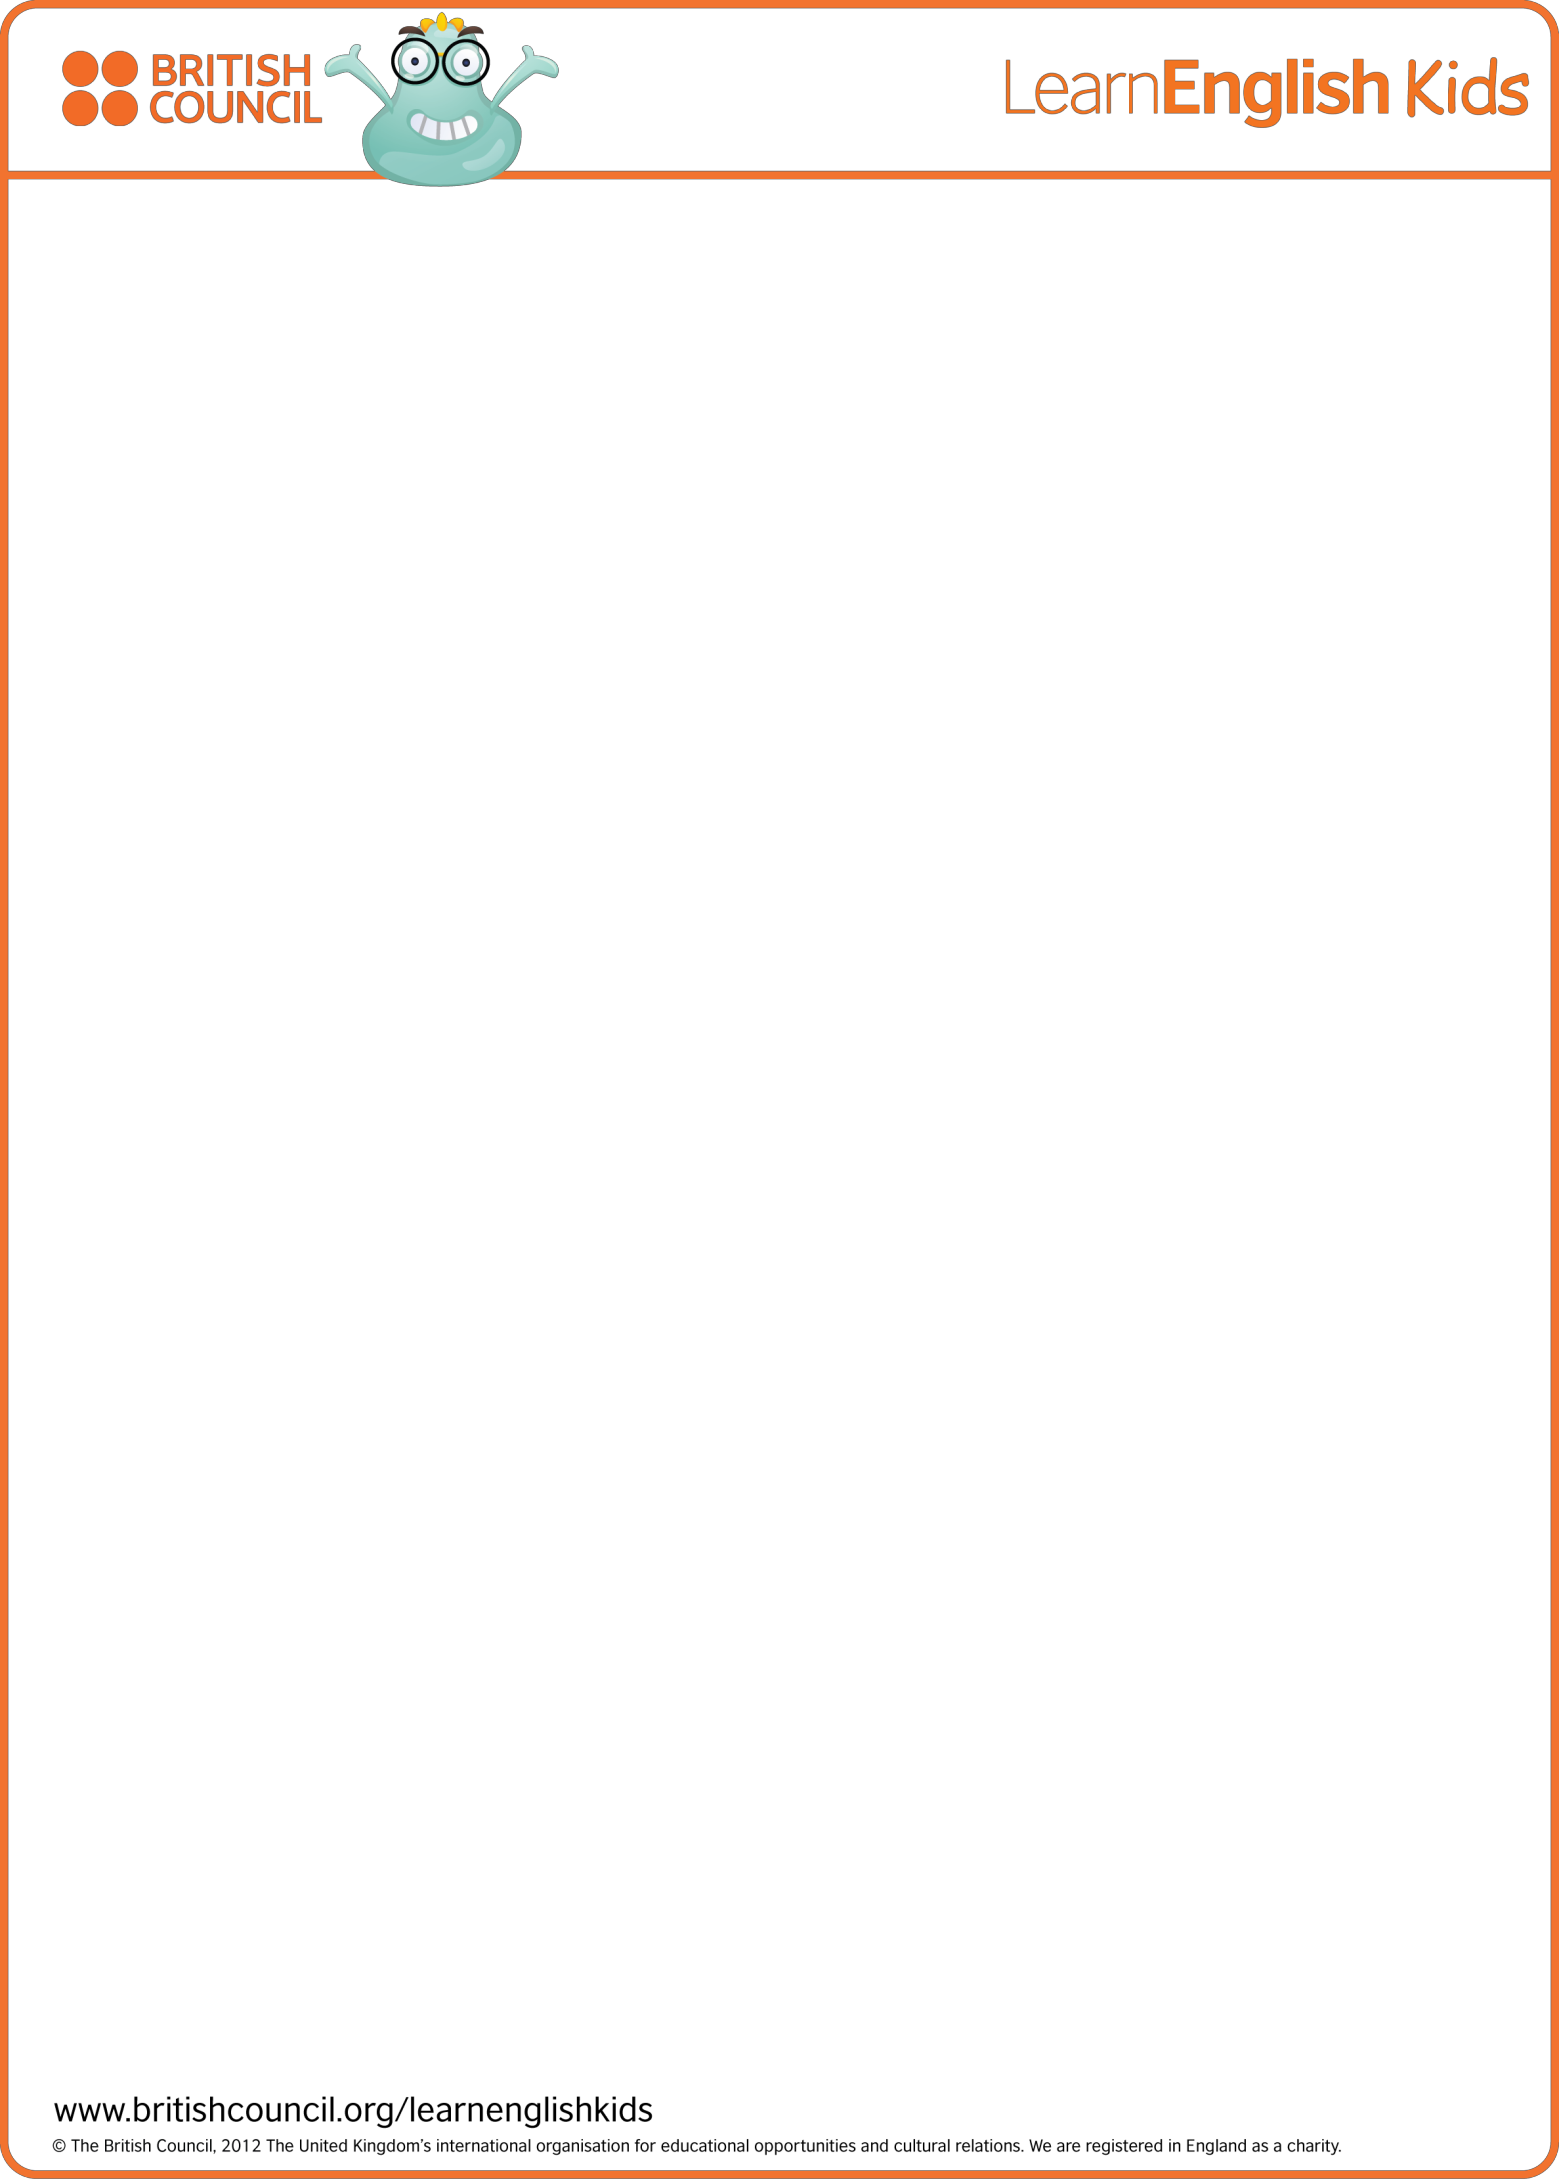 BRITISH
COUNCIL
LearnEnglish Kids
www.britishcouncil.org/learnenglishkids
© The British Council, 2012 The United Kingdom’s international organisation for educational opportunities and cultural relations. We are registered in England as a charity.